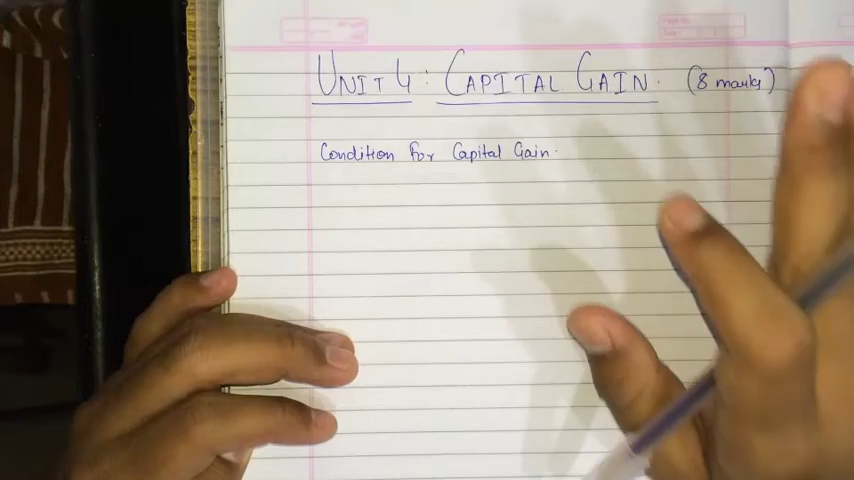 UNIT 4 : CAPITAL GAIN. (8 marks)
Condition For Capital Gain.